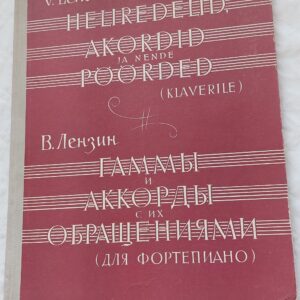 HELIREDELID,
AKORDID
JA NENDE
PÖÖRDED
(KLAVERILE)
В. Лензин
ГАММЫ
И
АККОРДЫ
С ИХ
ОБРАЩЕНИЯМИ
(ДЛЯ ФОРТЕПИАНО)